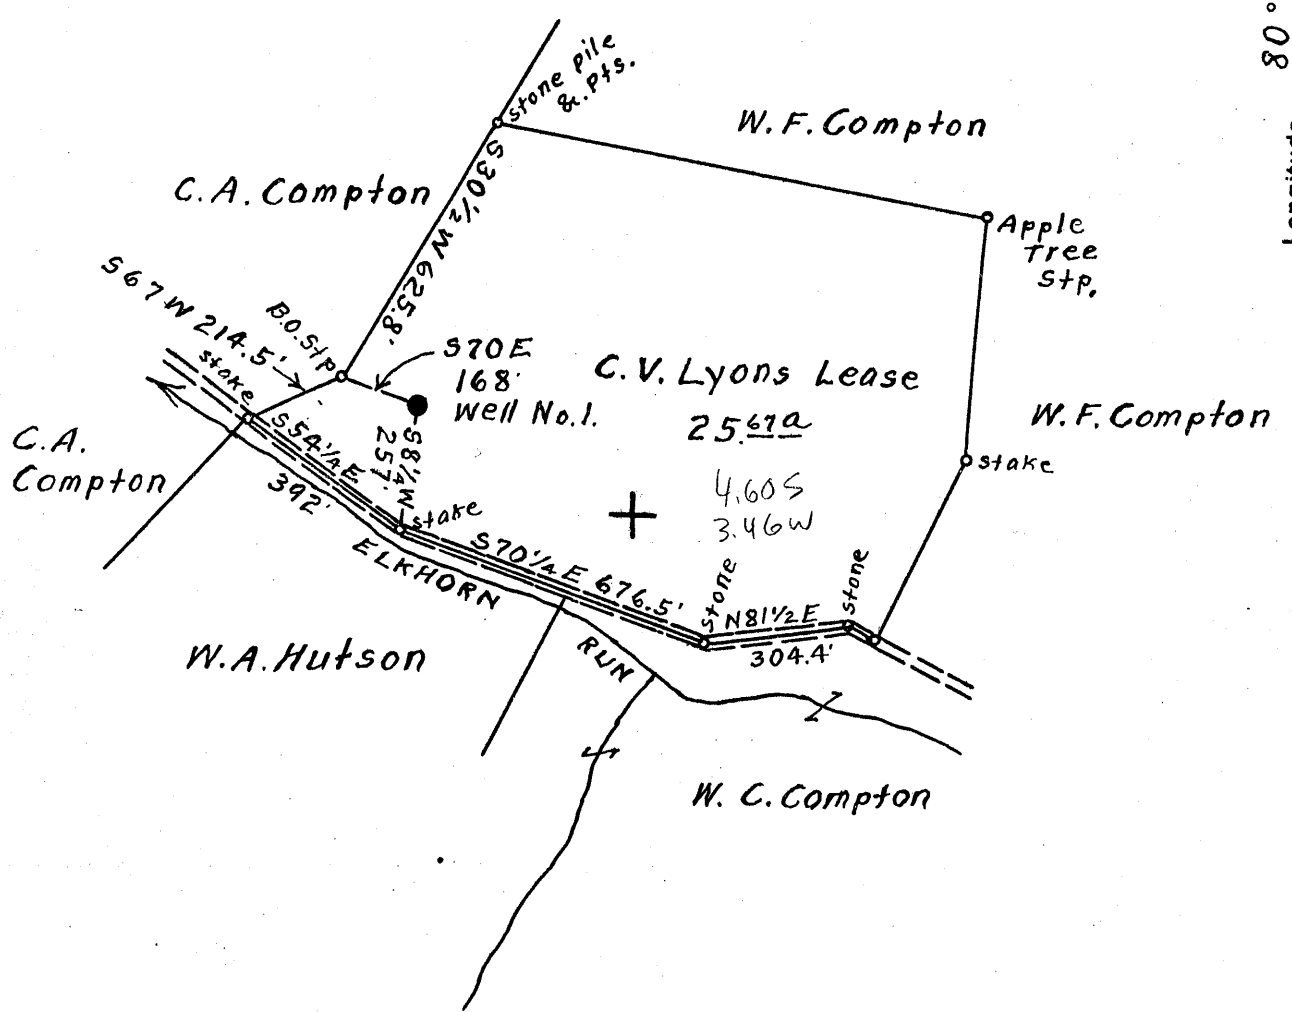 80°
stone pile
&. Pts.
W. F. Compton
C. A. Compton
S30½W 625.8'
Apple
Tree
Stp.
S67W 214.5'
B.O. Stp
stake
S70E
168'
Well No.1.
C. V. Lyons Lease
25.67a
W. F. Compton
C.A.
Compton
S54¼E
392'
S8¼W
257'
stake
4.60S
3.46W
stake
S70¼E 676.5'
stone
stone
N81½E
304.4'
ELKHORN
RUN
W.A. Hutson
W. C. Compton